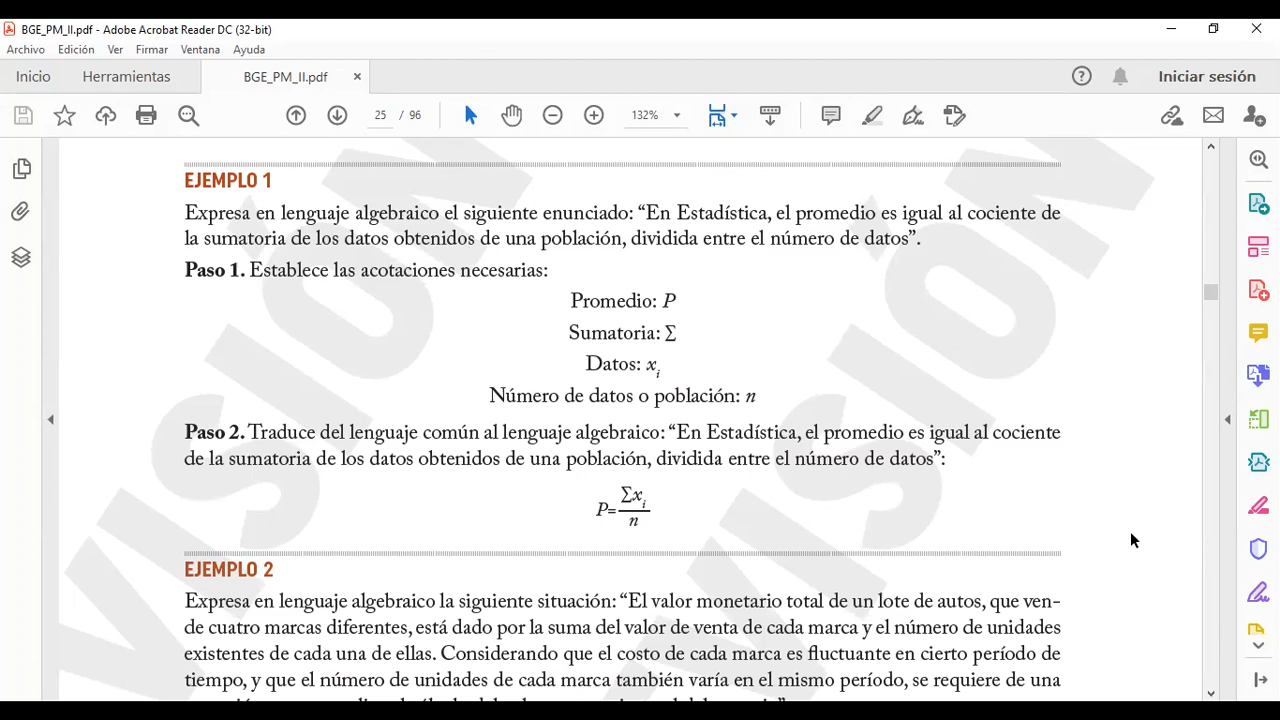 BGE_PM_II.pdf - Adobe Acrobat Reader DC (32-bit)
Archivo Edición Ver Firmar Ventana Ayuda
Inicio Herramientas BGE_PM_II.pdf × Iniciar sesión
25 / 96 132%
EJEMPLO 1
Expresa en lenguaje algebraico el siguiente enunciado: “En Estadística, el promedio es igual al cociente de
la sumatoria de los datos obtenidos de una población, dividida entre el número de datos”.
Paso 1. Establece las acotaciones necesarias:
Promedio: P
Sumatoria: ∑
Datos: xᵢ
Número de datos o población: n
Paso 2. Traduce del lenguaje común al lenguaje algebraico: “En Estadística, el promedio es igual al cociente
de la sumatoria de los datos obtenidos de una población, dividida entre el número de datos”:
P=∑xᵢ/n
EJEMPLO 2
Expresa en lenguaje algebraico la siguiente situación: “El valor monetario total de un lote de autos, que ven-
de cuatro marcas diferentes, está dado por la suma del valor de venta de cada marca y el número de unidades
existentes de cada una de ellas. Considerando que el costo de cada marca es fluctuante en cierto período de
tiempo, y que el número de unidades de cada marca también varía en el mismo período, se requiere de una
VISIÓN
VISIÓN